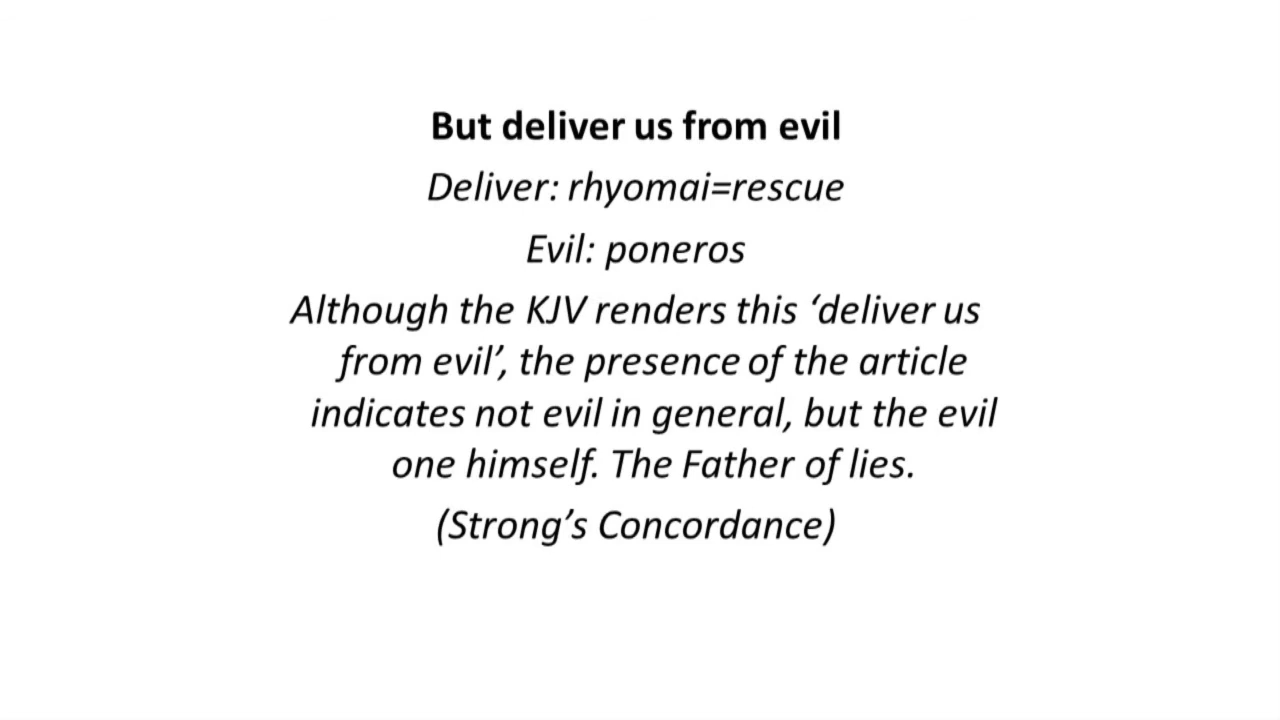 But deliver us from evil
Deliver: rhyomai=rescue
Evil: poneros
Although the KJV renders this ‘deliver us
from evil’, the presence of the article
indicates not evil in general, but the evil
one himself. The Father of lies.
(Strong’s Concordance)